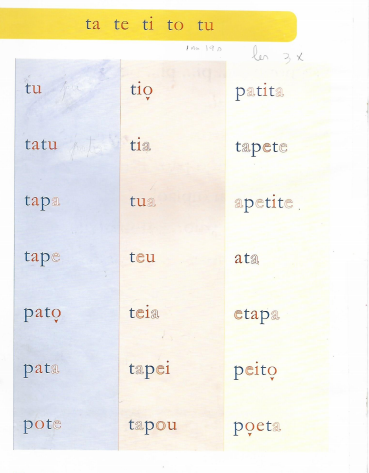 ta te ti to tu
ler 3 x
tu tio patita
tatu tia tapete
tapa tua apetite
tape teu ata
pato teia etapa
pata tapei peito
pote tapou poeta